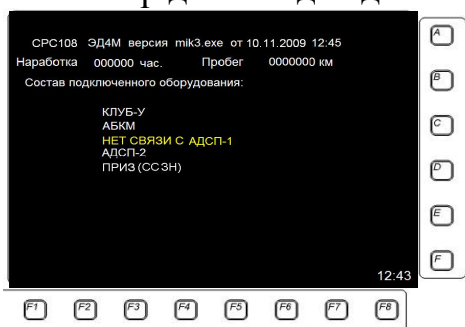 СРС108 ЭД4М версия mik3.exe от 10.11.2009 12:45
Наработка 000000 час. Пробег 0000000 км
Состав подключенного оборудования:
КЛУБ-У
АБКМ
НЕТ СВЯЗИ С АДСП-1
АДСП-2
ПРИЗ (СС ЗН)
12:43
A
B
C
D
E
F
F1 F2 F3 F4 F5 F6 F7 F8